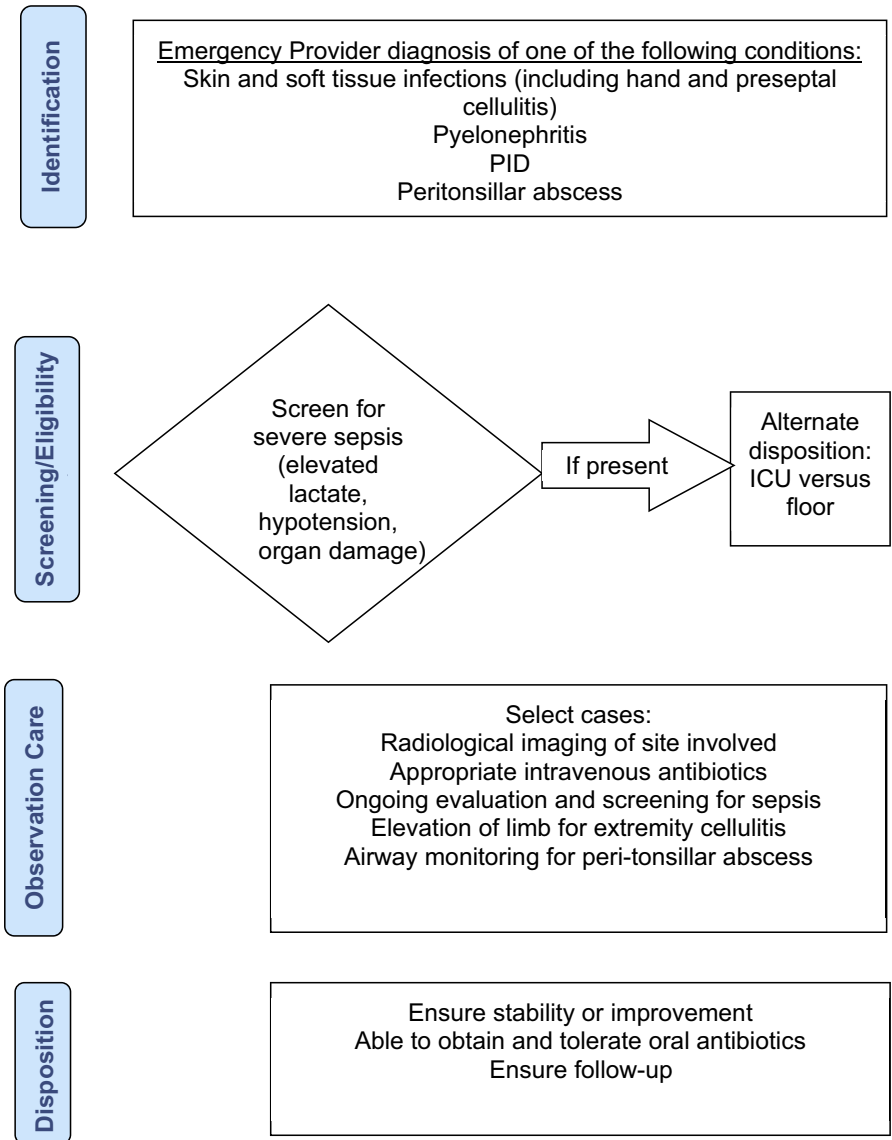 Identification
Emergency Provider diagnosis of one of the following conditions:
Skin and soft tissue infections (including hand and preseptal
cellulitis)
Pyelonephritis
PID
Peritonsillar abscess
Screening/Eligibility
Screen for
severe sepsis
(elevated
lactate,
hypotension,
organ damage)
If present
Alternate
disposition:
ICU versus
floor
Observation Care
Select cases:
Radiological imaging of site involved
Appropriate intravenous antibiotics
Ongoing evaluation and screening for sepsis
Elevation of limb for extremity cellulitis
Airway monitoring for peri-tonsillar abscess
Disposition
Ensure stability or improvement
Able to obtain and tolerate oral antibiotics
Ensure follow-up